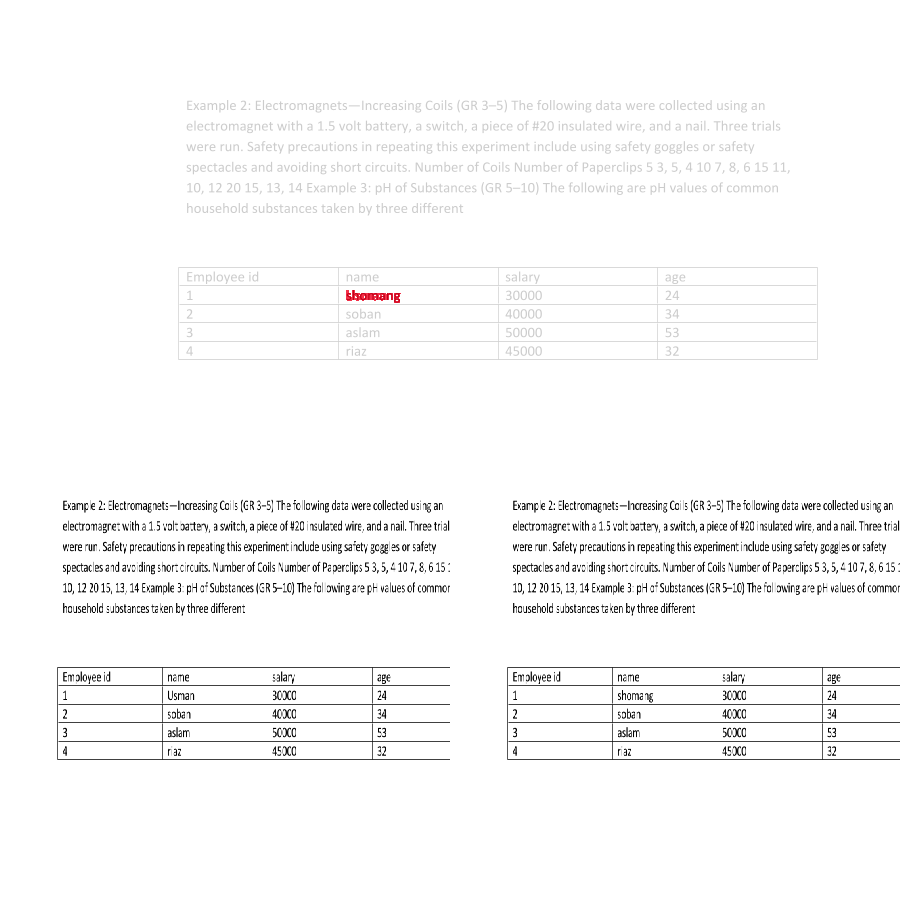 Example 2: Electromagnets—Increasing Coils (GR 3–5) The following data were collected using an
electromagnet with a 1.5 volt battery, a switch, a piece of #20 insulated wire, and a nail. Three trials
were run. Safety precautions in repeating this experiment include using safety goggles or safety
spectacles and avoiding short circuits. Number of Coils Number of Paperclips 5 3, 5, 4 10 7, 8, 6 15 11,
10, 12 20 15, 13, 14 Example 3: pH of Substances (GR 5–10) The following are pH values of common
household substances taken by three different
Employee id name salary age
1 30000 24
2 soban 40000 34
3 aslam 50000 53
4 riaz 45000 32
Example 2: Electromagnets—Increasing Coils (GR 3–5) The following data were collected using an
electromagnet with a 1.5 volt battery, a switch, a piece of #20 insulated wire, and a nail. Three trial
were run. Safety precautions in repeating this experiment include using safety goggles or safety
spectacles and avoiding short circuits. Number of Coils Number of Paperclips 5 3, 5, 4 10 7, 8, 6 15
10, 12 20 15, 13, 14 Example 3: pH of Substances (GR 5–10) The following are pH values of common
household substances taken by three different
Employee id name salary age
1 Usman 30000 24
2 soban 40000 34
3 aslam 50000 53
4 riaz 45000 32
Example 2: Electromagnets—Increasing Coils (GR 3–5) The following data were collected using an
electromagnet with a 1.5 volt battery, a switch, a piece of #20 insulated wire, and a nail. Three trial
were run. Safety precautions in repeating this experiment include using safety goggles or safety
spectacles and avoiding short circuits. Number of Coils Number of Paperclips 5 3, 5, 4 10 7, 8, 6 15
10, 12 20 15, 13, 14 Example 3: pH of Substances (GR 5–10) The following are pH values of common
household substances taken by three different
Employee id name salary age
1 shomang 30000 24
2 soban 40000 34
3 aslam 50000 53
4 riaz 45000 32